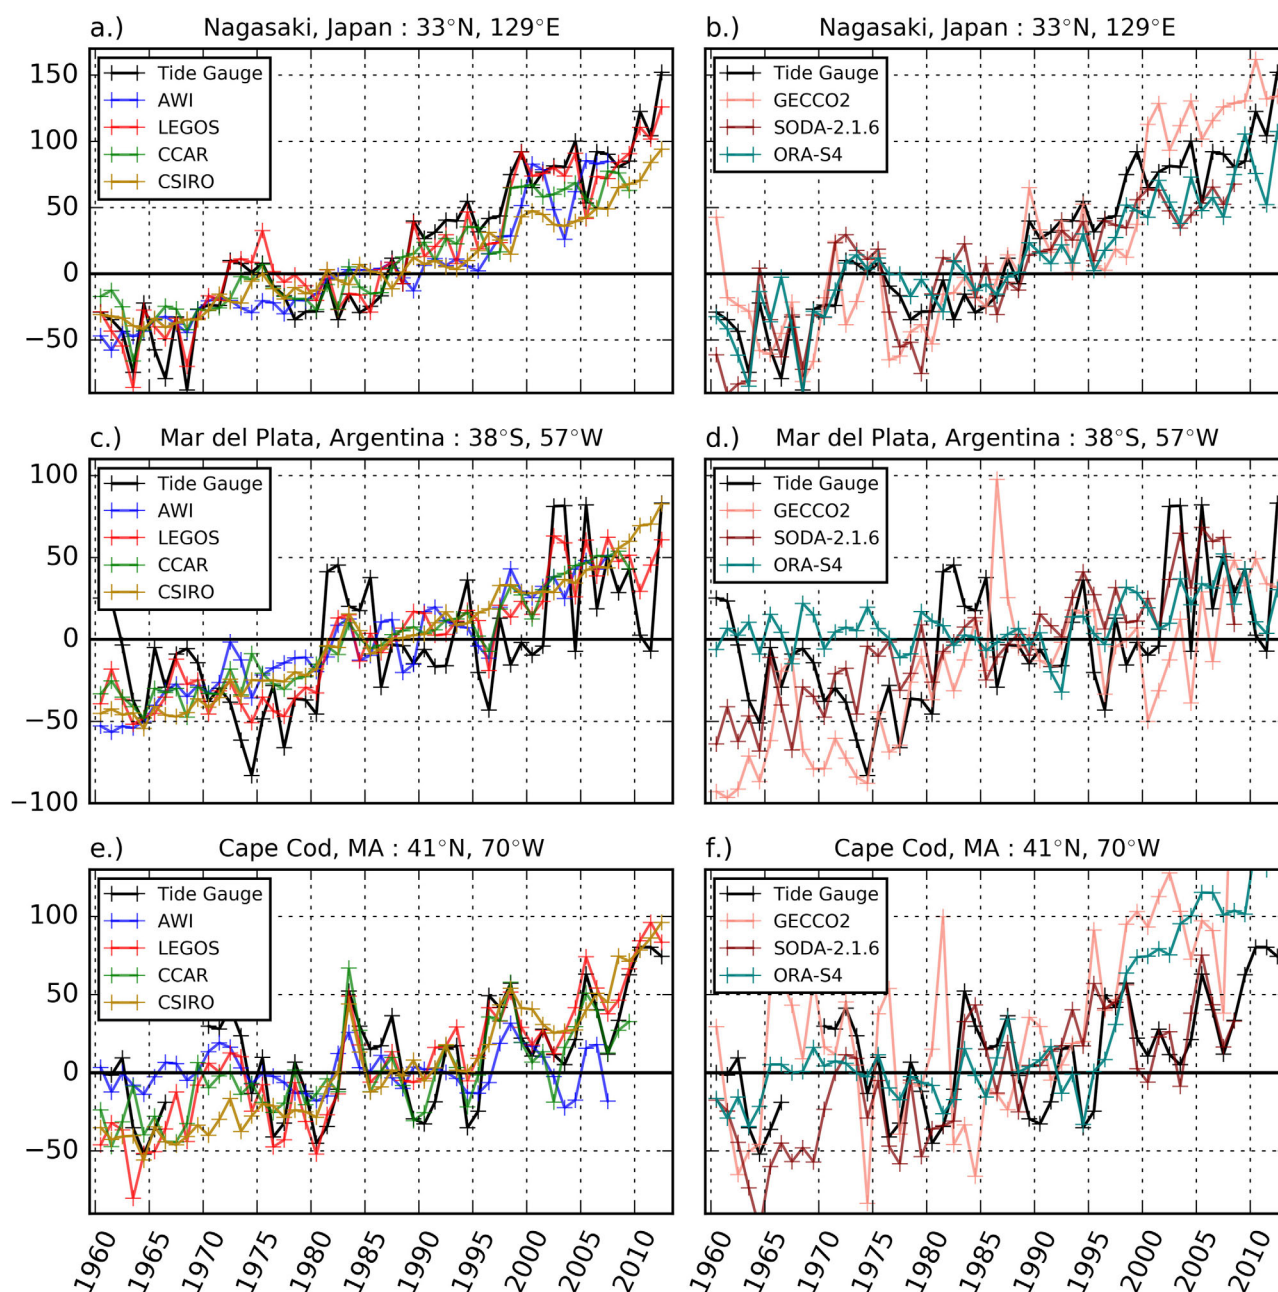 a.) Nagasaki, Japan : 33°N, 129°E
150
100
50
0
−50
Tide Gauge
AWI
LEGOS
CCAR
CSIRO
b.) Nagasaki, Japan : 33°N, 129°E
Tide Gauge
GECCO2
SODA-2.1.6
ORA-S4
c.) Mar del Plata, Argentina : 38°S, 57°W
100
50
0
−50
−100
Tide Gauge
AWI
LEGOS
CCAR
CSIRO
d.) Mar del Plata, Argentina : 38°S, 57°W
Tide Gauge
GECCO2
SODA-2.1.6
ORA-S4
e.) Cape Cod, MA : 41°N, 70°W
100
50
0
−50
Tide Gauge
AWI
LEGOS
CCAR
CSIRO
1960
1965
1970
1975
1980
1985
1990
1995
2000
2005
2010
f.) Cape Cod, MA : 41°N, 70°W
Tide Gauge
GECCO2
SODA-2.1.6
ORA-S4
1960
1965
1970
1975
1980
1985
1990
1995
2000
2005
2010